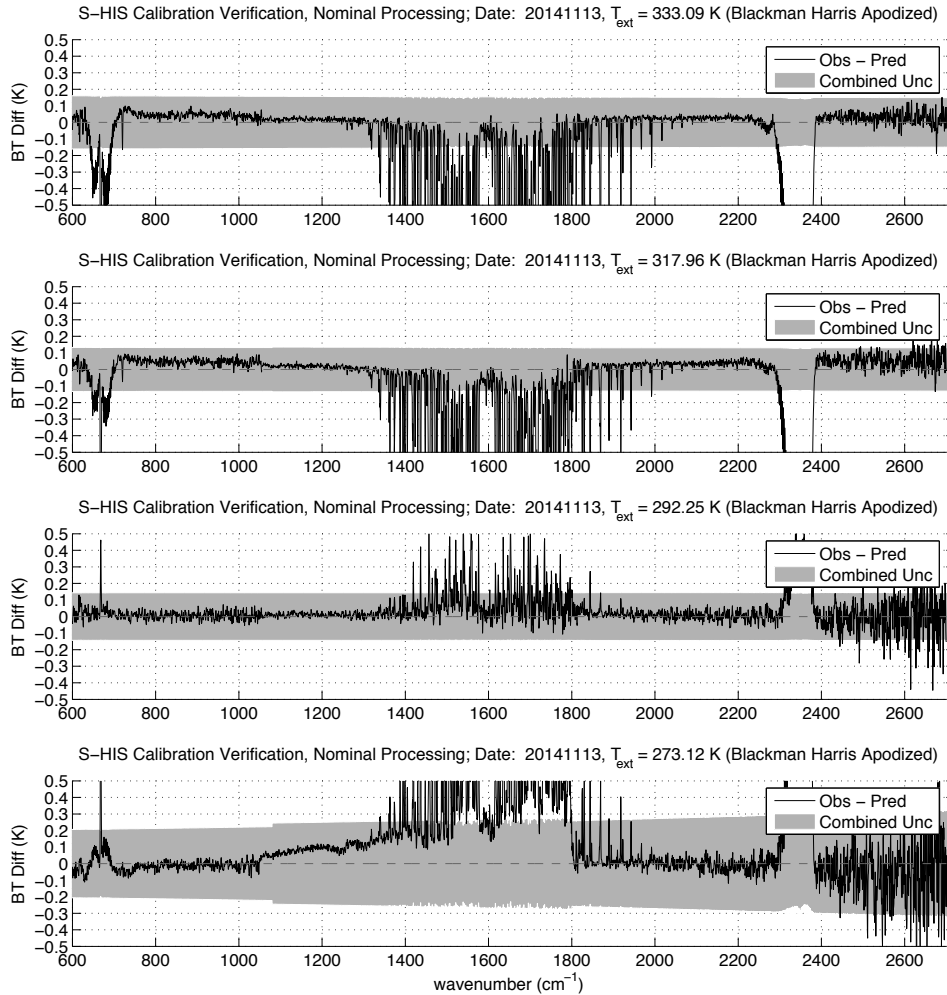 S-HIS Calibration Verification, Nominal Processing; Date: 20141113, T_ext = 333.09 K (Blackman Harris Apodized)
0.5
0.4
0.3
0.2
0.1
0
−0.1
−0.2
−0.3
−0.4
−0.5
BT Diff (K)
Obs − Pred
Combined Unc
600 800 1000 1200 1400 1600 1800 2000 2200 2400 2600
S-HIS Calibration Verification, Nominal Processing; Date: 20141113, T_ext = 317.96 K (Blackman Harris Apodized)
0.5
0.4
0.3
0.2
0.1
0
−0.1
−0.2
−0.3
−0.4
−0.5
BT Diff (K)
Obs − Pred
Combined Unc
600 800 1000 1200 1400 1600 1800 2000 2200 2400 2600
S-HIS Calibration Verification, Nominal Processing; Date: 20141113, T_ext = 292.25 K (Blackman Harris Apodized)
0.5
0.4
0.3
0.2
0.1
0
−0.1
−0.2
−0.3
−0.4
−0.5
BT Diff (K)
Obs − Pred
Combined Unc
600 800 1000 1200 1400 1600 1800 2000 2200 2400 2600
S-HIS Calibration Verification, Nominal Processing; Date: 20141113, T_ext = 273.12 K (Blackman Harris Apodized)
0.5
0.4
0.3
0.2
0.1
0
−0.1
−0.2
−0.3
−0.4
−0.5
BT Diff (K)
Obs − Pred
Combined Unc
600 800 1000 1200 1400 1600 1800 2000 2200 2400 2600
wavenumber (cm⁻¹)